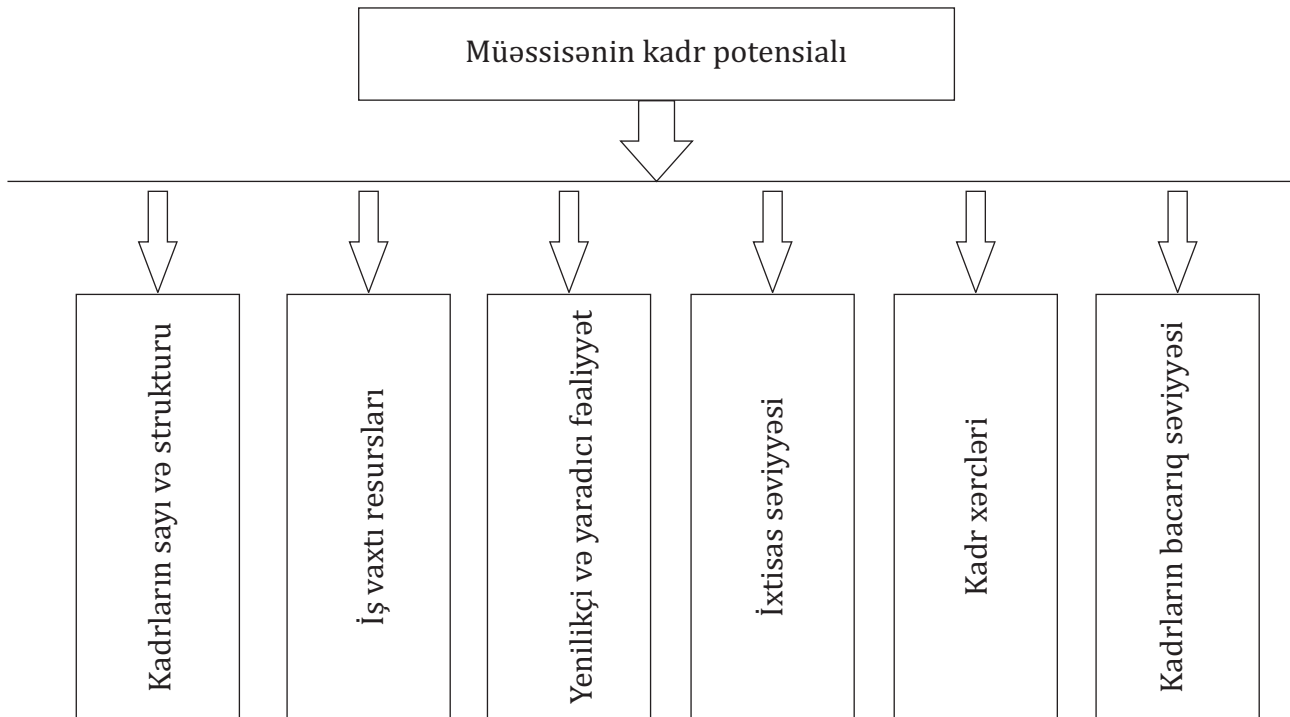 Müəssisənin kadr potensialı
Kadrların sayı və strukturu
İş vaxtı resursları
Yenilikçi və yaradıcı fəaliyyət
İxtisas səviyyəsi
Kadr xərcləri
Kadrların bacarıq səviyyəsi